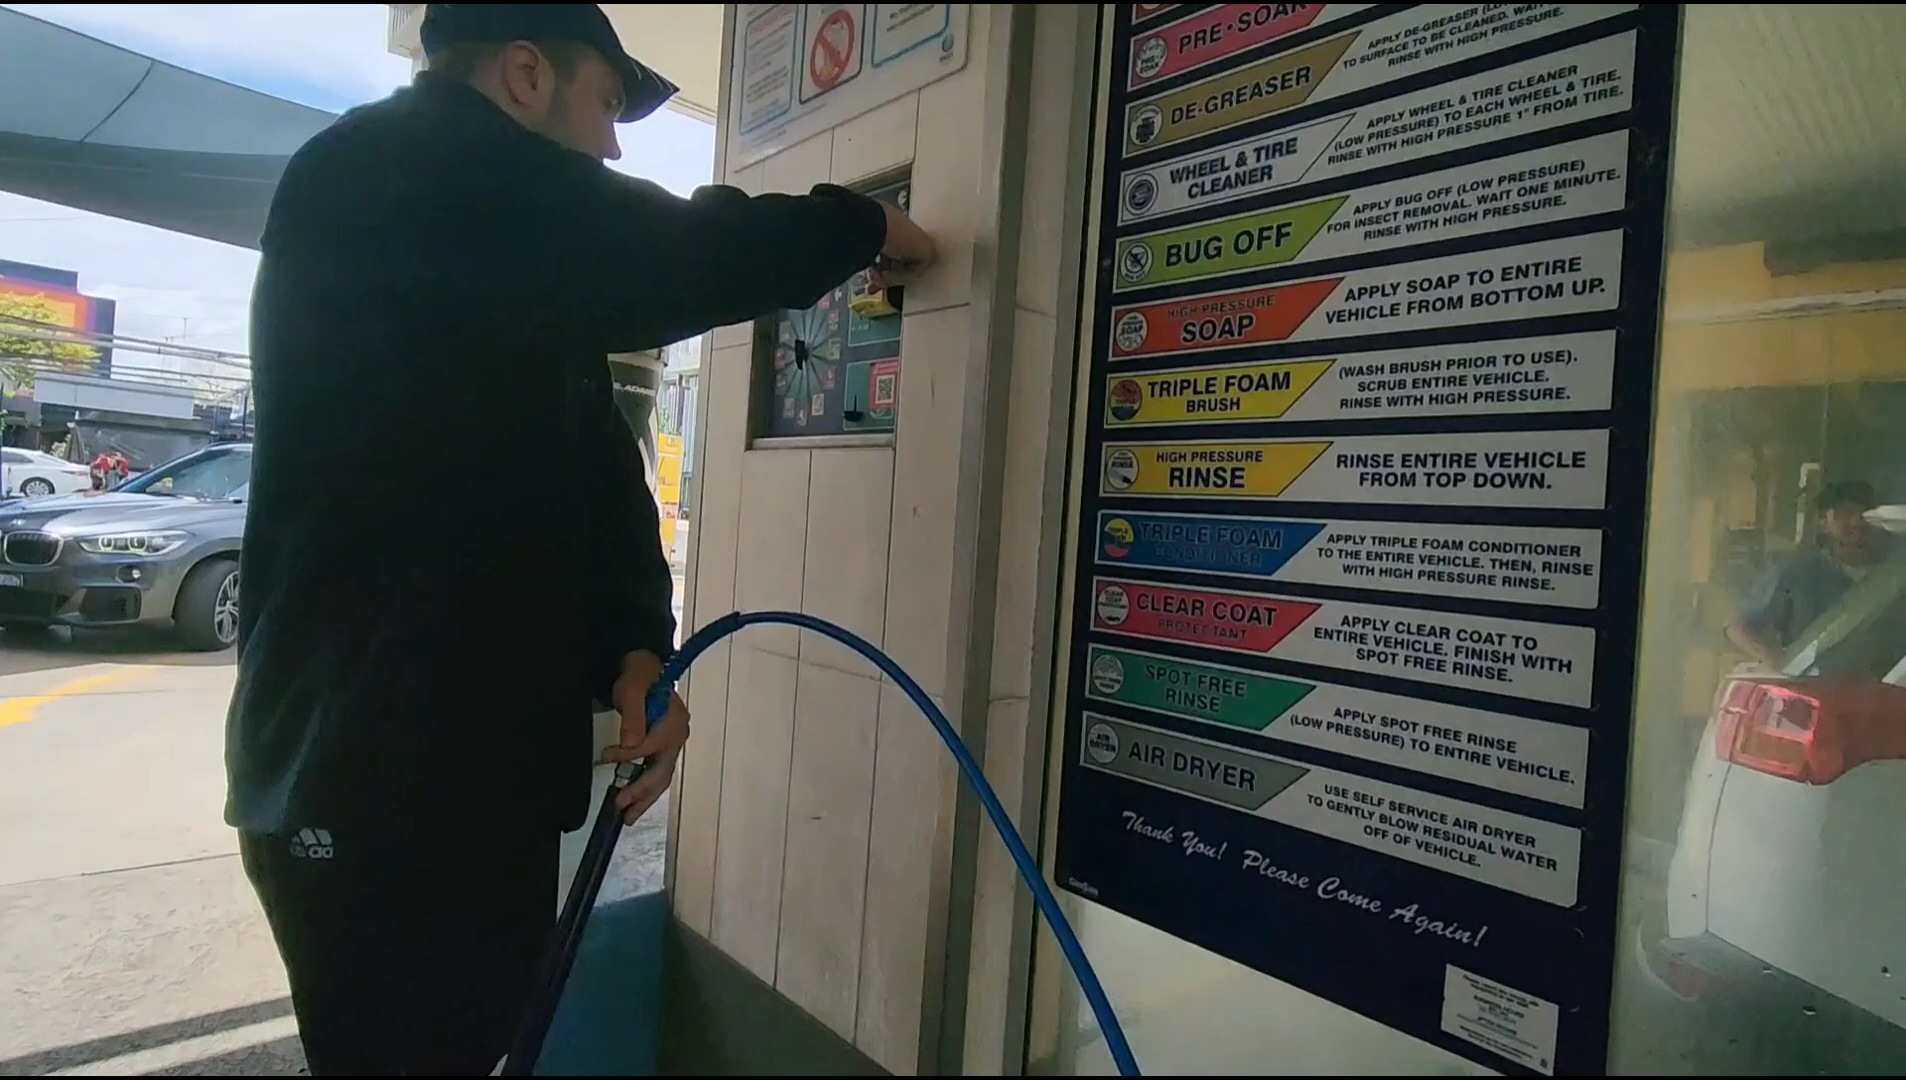 PRE•SOAK
APPLY DE-GREASER
TO SURFACE TO BE CLEANED.
RINSE WITH HIGH PRESSURE.
DE-GREASER
WHEEL & TIRE
CLEANER
APPLY WHEEL & TIRE CLEANER
(LOW PRESSURE) TO EACH WHEEL & TIRE.
RINSE WITH HIGH PRESSURE 1" FROM TIRE.
BUG OFF
APPLY BUG OFF (LOW PRESSURE)
FOR INSECT REMOVAL. WAIT ONE MINUTE.
RINSE WITH HIGH PRESSURE.
HIGH PRESSURE
SOAP
APPLY SOAP TO ENTIRE
VEHICLE FROM BOTTOM UP.
TRIPLE FOAM
BRUSH
(WASH BRUSH PRIOR TO USE).
SCRUB ENTIRE VEHICLE.
RINSE WITH HIGH PRESSURE.
HIGH PRESSURE
RINSE
RINSE ENTIRE VEHICLE
FROM TOP DOWN.
TRIPLE FOAM
CONDITIONER
APPLY TRIPLE FOAM CONDITIONER
TO THE ENTIRE VEHICLE. THEN, RINSE
WITH HIGH PRESSURE RINSE.
CLEAR COAT
PROTECTANT
APPLY CLEAR COAT TO
ENTIRE VEHICLE. FINISH WITH
SPOT FREE RINSE.
SPOT FREE
RINSE
APPLY SPOT FREE RINSE
(LOW PRESSURE) TO ENTIRE VEHICLE.
AIR
DRYER
AIR DRYER
USE SELF SERVICE AIR DRYER
TO GENTLY BLOW RESIDUAL WATER
OFF OF VEHICLE.
Thank You! Please Come Again!